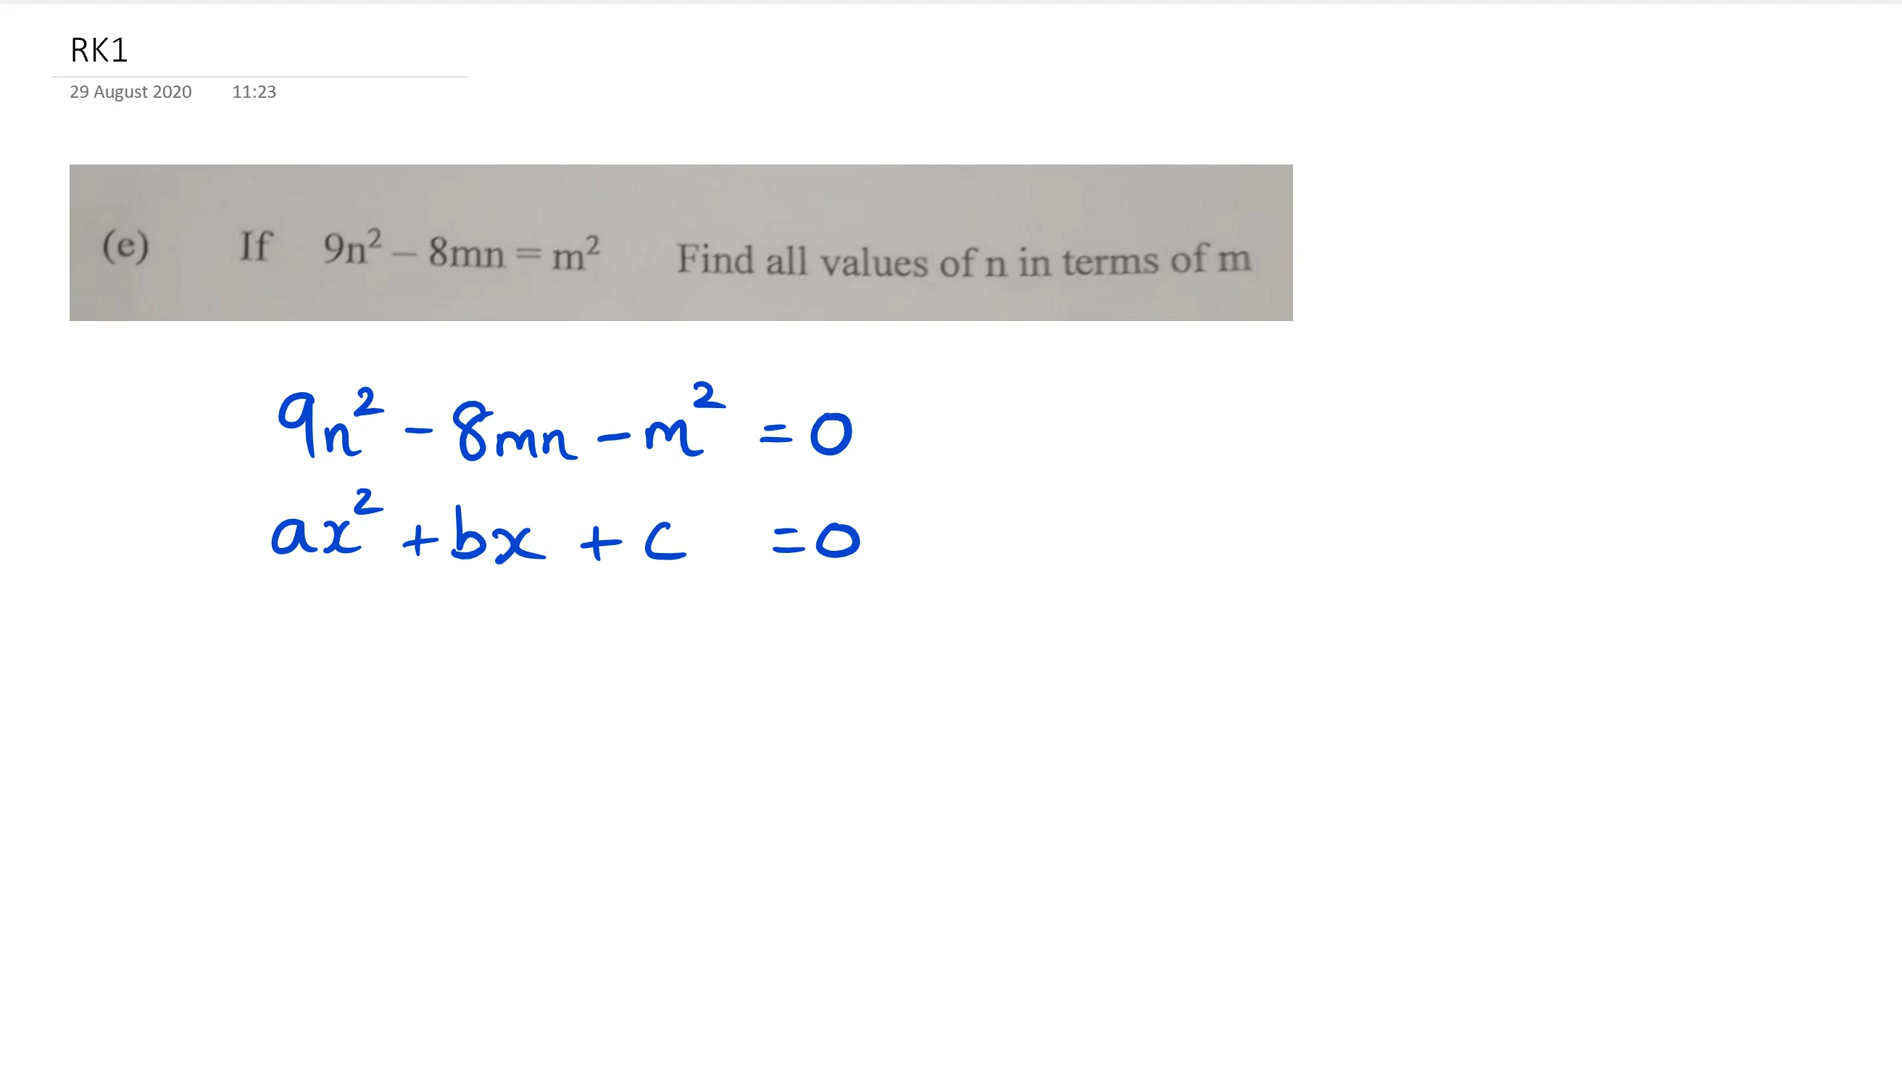 RK1
29 August 2020 11:23
(e) If 9n² – 8mn = m² Find all values of n in terms of m
9n² - 8mn - m² = 0
ax² + bx + c = 0